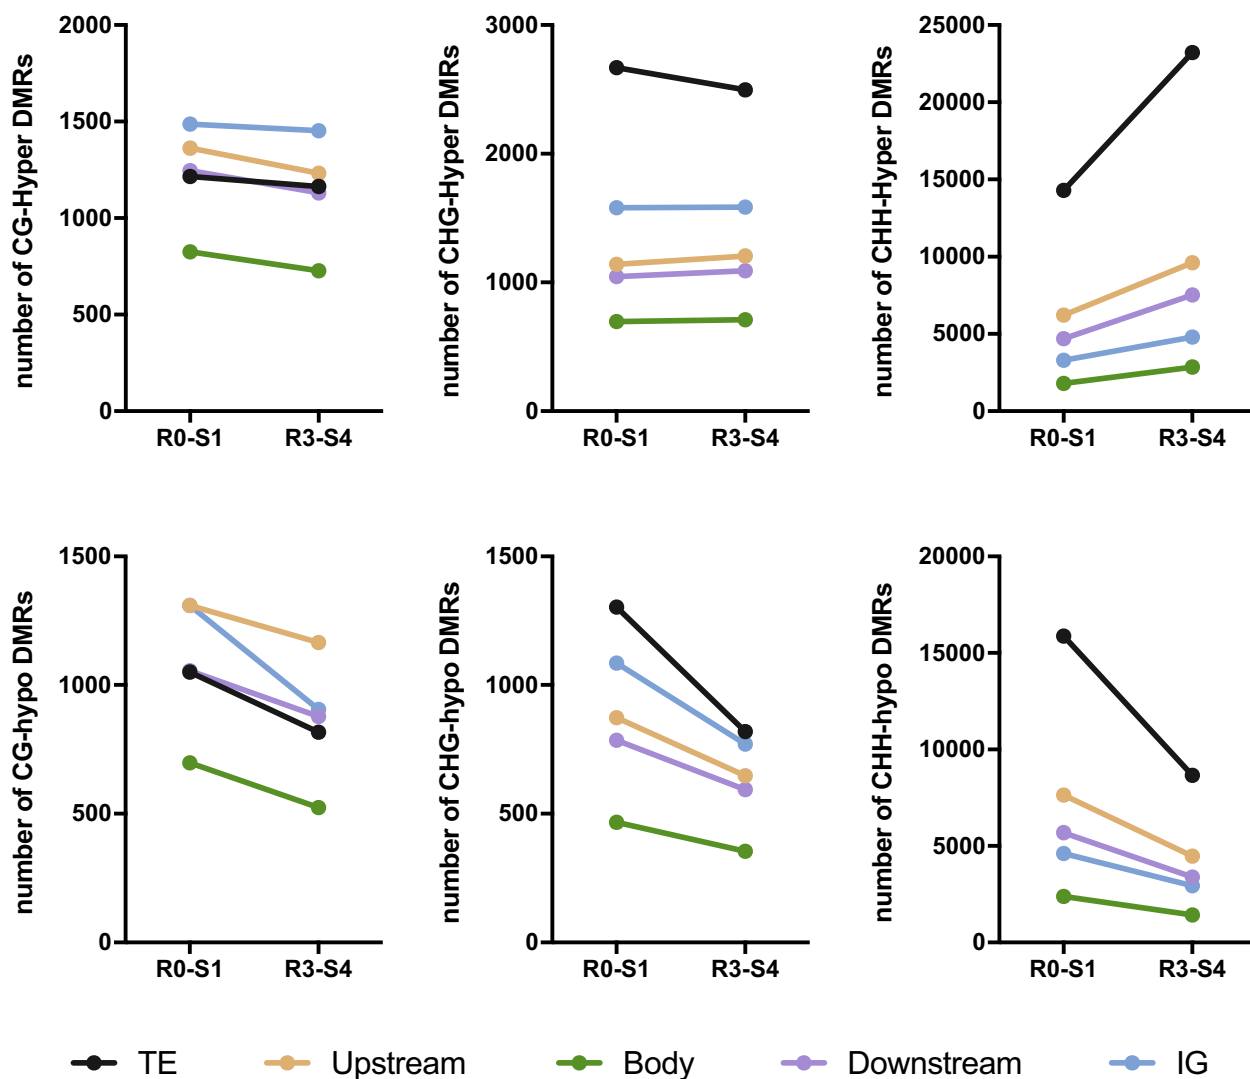 number of CG-Hyper DMRs
2000
1500
1000
500
0
R0-S1 R3-S4
number of CHG-Hyper DMRs
3000
2000
1000
0
R0-S1 R3-S4
number of CHH-Hyper DMRs
25000
20000
15000
10000
5000
0
R0-S1 R3-S4
number of CG-hypo DMRs
1500
1000
500
0
R0-S1 R3-S4
number of CHG-hypo DMRs
1500
1000
500
0
R0-S1 R3-S4
number of CHH-hypo DMRs
20000
15000
10000
5000
0
R0-S1 R3-S4
TE Upstream Body Downstream IG